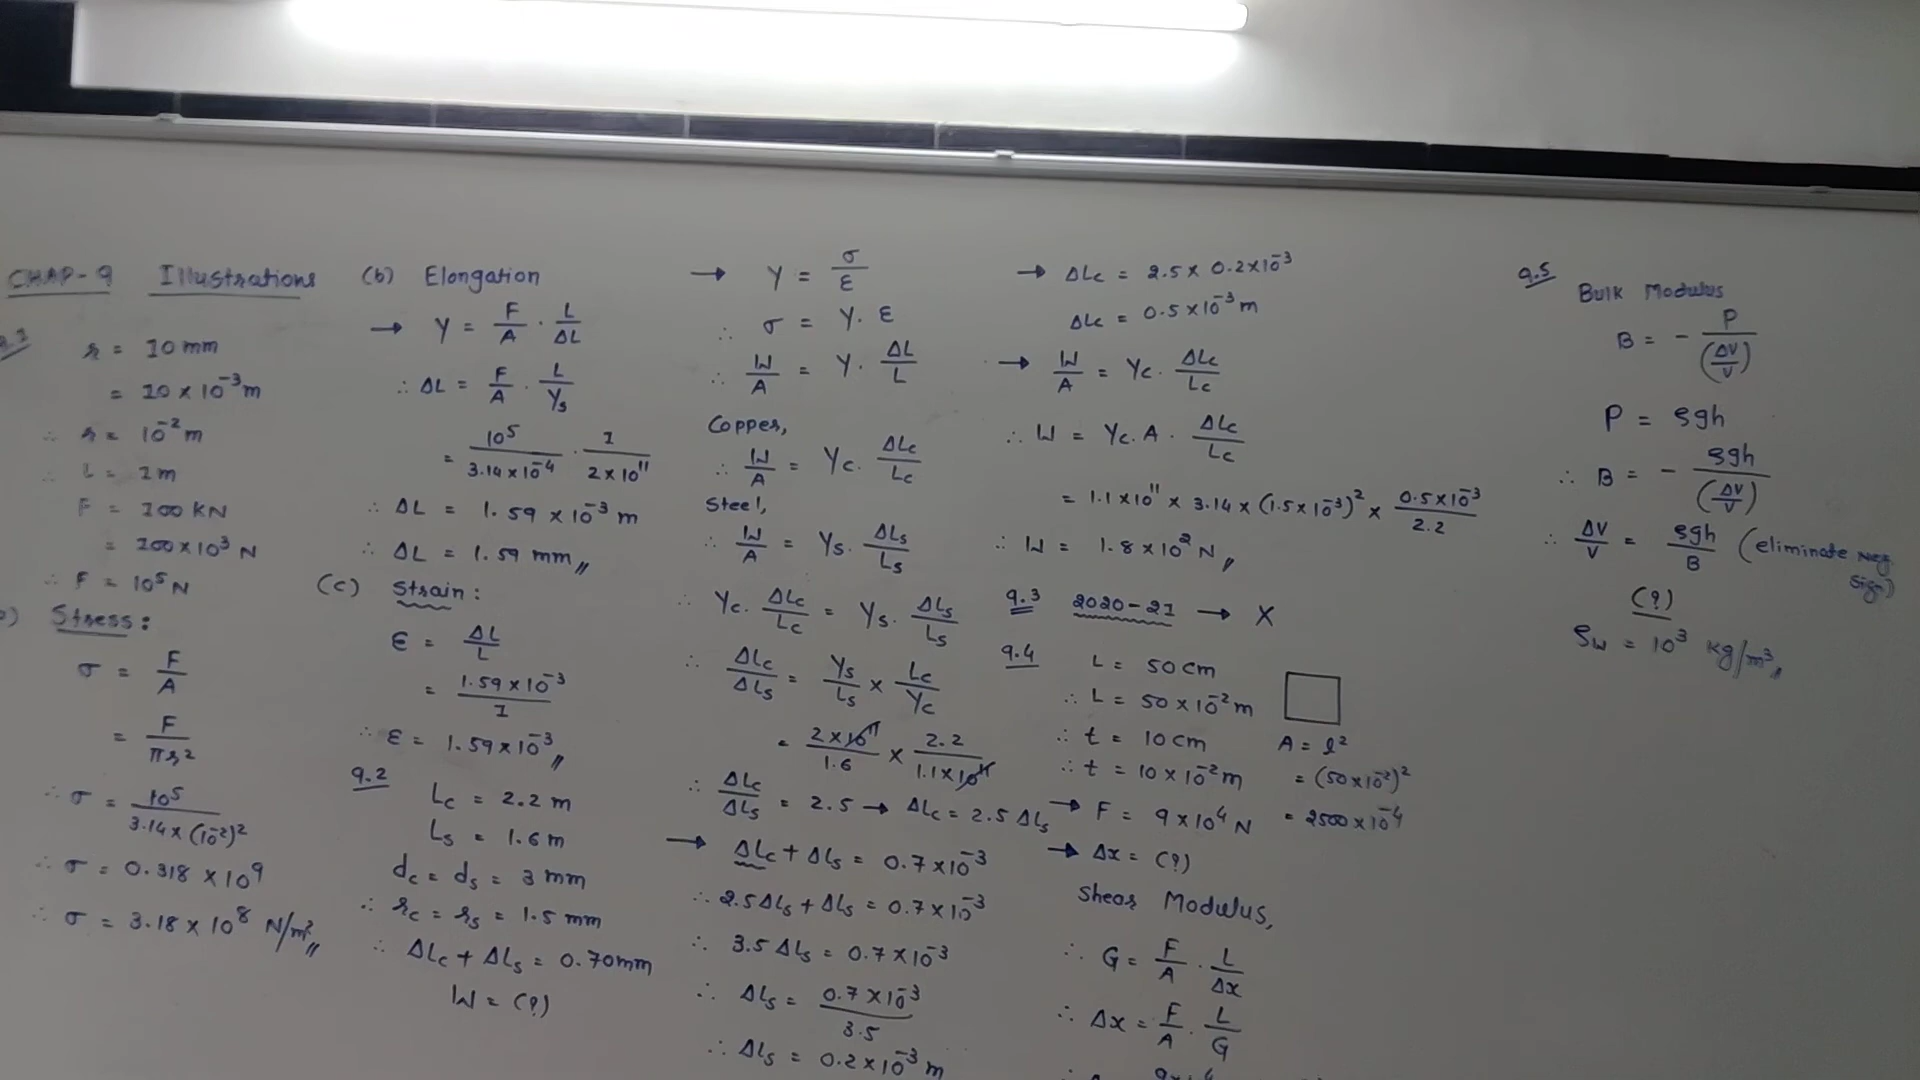 CHAP-9 Illustrations
9.1
r = 10 mm
= 10 × 10⁻³ m
∴ r = 10⁻² m
∴ L = 1 m
F = 100 KN
= 100 × 10³ N
∴ F = 10⁵ N
Stress:
σ = F/A
= F/πr²
∴ σ = 10⁵/3.14 × (10⁻²)²
∴ σ = 0.318 × 10⁹
∴ σ = 3.18 × 10⁸ N/m²,,
(b) Elongation
→ Y = F/A · L/ΔL
∴ ΔL = F/A · L/Ys
= 10⁵/3.14×10⁻⁴ · 1/2×10¹¹
∴ ΔL = 1.59 × 10⁻³ m
∴ ΔL = 1.59 mm,,
(c) Strain:
ε = ΔL/L
= 1.59 × 10⁻³/1
∴ ε = 1.59 × 10⁻³,,
9.2
Lc = 2.2 m
Ls = 1.6 m
dc = ds = 3 mm
∴ rc = rs = 1.5 mm
∴ ΔLc + ΔLs = 0.70mm
W = (?)
→ Y = σ/ε
∴ σ = Y. ε
∴ W/A = Y. ΔL/L
Copper,
∴ W/A = Yc. ΔLc/Lc
Steel,
∴ W/A = Ys. ΔLs/Ls
∴ Yc. ΔLc/Lc = Ys. ΔLs/Ls
∴ ΔLc/ΔLs = Ys/Ls × Lc/Yc
= 2×10¹¹/1.6 × 2.2/1.1×10¹¹
∴ ΔLc/ΔLs = 2.5 → ΔLc = 2.5 ΔLs
→ ΔLc + ΔLs = 0.7 × 10⁻³
∴ 2.5ΔLs + ΔLs = 0.7 × 10⁻³
∴ 3.5 ΔLs = 0.7 × 10⁻³
∴ ΔLs = 0.7 × 10⁻³/3.5
∴ ΔLs = 0.2 × 10⁻³ m
→ ΔLc = 2.5 × 0.2×10⁻³
ΔLc = 0.5 × 10⁻³ m
→ W/A = Yc. ΔLc/Lc
∴ W = Yc. A . ΔLc/Lc
= 1.1 × 10¹¹ × 3.14 × (1.5×10⁻³)² × 0.5×10⁻³/2.2
∴ W = 1.8 × 10² N,,
9.3 2020-21 → X
9.4 L = 50 cm
∴ L = 50 × 10⁻² m
∴ t = 10 cm
∴ t = 10 × 10⁻² m
→ F = 9 × 10⁴ N
→ Δx = (?)
A = l²
= (50×10⁻²)²
= 2500 × 10⁻⁴
Shear Modulus,
∴ G = F/A · L/Δx
∴ Δx = F/A · L/G
9.5
Bulk Modulus
B = - P/(ΔV/V)
P = ρgh
∴ B = - ρgh/(ΔV/V)
∴ ΔV/V = ρgh/B (eliminate Neg. Sign)
(?)
ρw = 10³ kg/m³,,